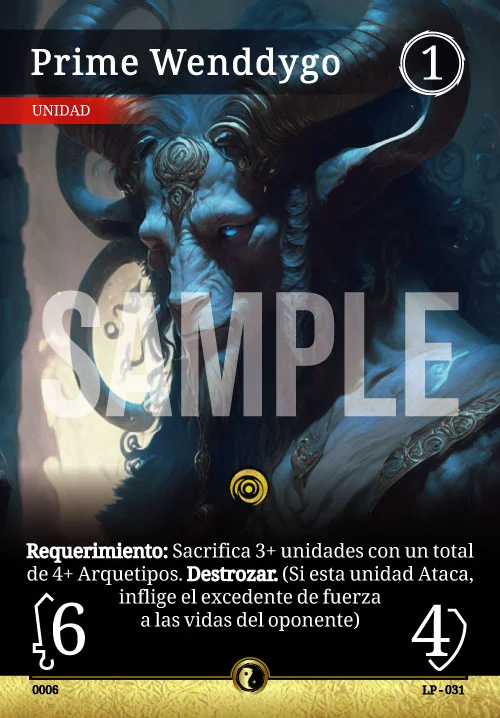 Prime Wenddygo
1
UNIDAD
SAMPLE
Requerimiento: Sacrifica 3+ unidades con un total
de 4+ Arquetipos. Destrozar. (Si esta unidad Ataca,
inflige el excedente de fuerza
a las vidas del oponente)
6
4
0006
LP - 031